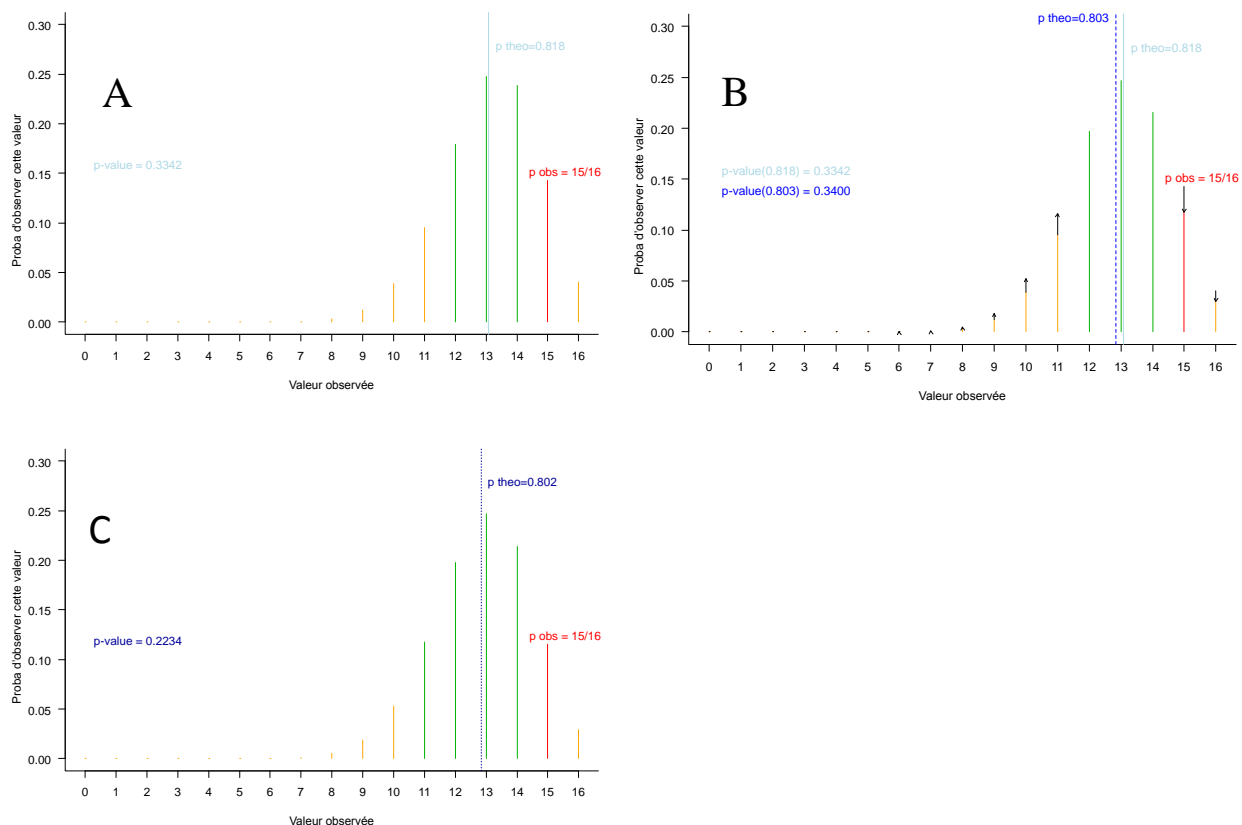 0.30
0.25
0.20
0.15
0.10
0.05
0.00
Proba d'observer cette valeur
A
p theo=0.818
p-value = 0.3342
p obs = 15/16
0 1 2 3 4 5 6 7 8 9 10 11 12 13 14 15 16
Valeur observée
0.30
0.25
0.20
0.15
0.10
0.05
0.00
Proba d'observer cette valeur
B
p theo=0.803
p theo=0.818
p-value(0.818) = 0.3342
p-value(0.803) = 0.3400
p obs = 15/16
0 1 2 3 4 5 6 7 8 9 10 11 12 13 14 15 16
Valeur observée
0.30
0.25
0.20
0.15
0.10
0.05
0.00
Proba d'observer cette valeur
C
p theo=0.802
p-value = 0.2234
p obs = 15/16
0 1 2 3 4 5 6 7 8 9 10 11 12 13 14 15 16
Valeur observée